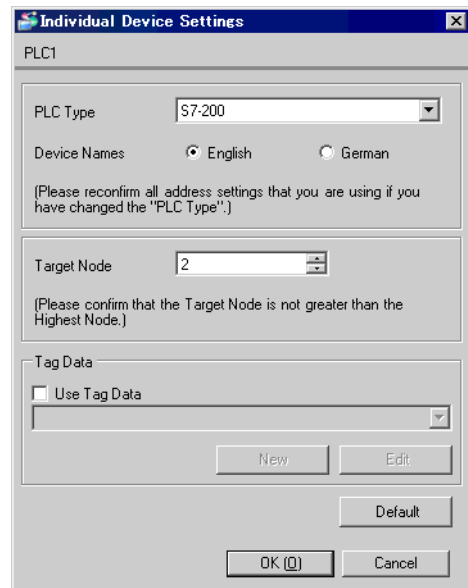 Individual Device Settings
PLC1
PLC Type
S7-200
Device Names
English
German
(Please reconfirm all address settings that you are using if you
have changed the "PLC Type".)
Target Node
2
(Please confirm that the Target Node is not greater than the
Highest Node.)
Tag Data
Use Tag Data
New
Edit
Default
OK (O)
Cancel